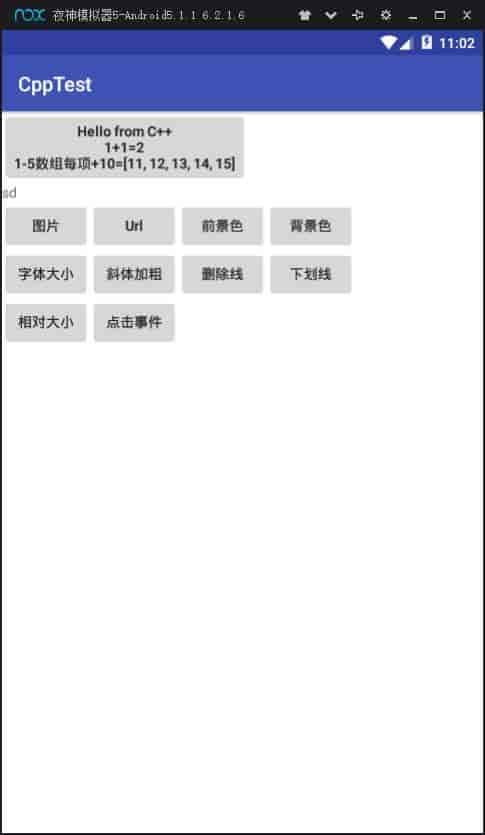 nox 夜神模拟器5-Android5.1.1 6.2.1.6
11:02
CppTest
Hello from C++
1+1=2
1-5数组每项+10=[11, 12, 13, 14, 15]
sd
图片 Url 前景色 背景色
字体大小 斜体加粗 删除线 下划线
相对大小 点击事件